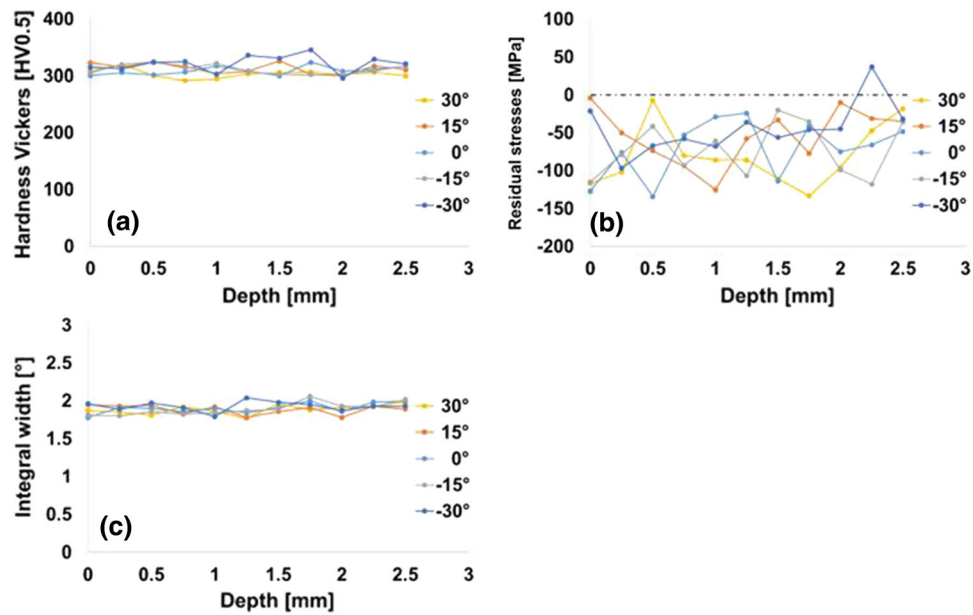 400
300
200
100
0
Hardness Vickers [HV0.5]
(a)
30°
15°
0°
-15°
-30°
0 0.5 1 1.5 2 2.5 3
Depth [mm]
100
50
0
-50
-100
-150
-200
Residual stresses [MPa]
(b)
30°
15°
0°
-15°
-30°
0 0.5 1 1.5 2 2.5 3
Depth [mm]
3
2.5
2
1.5
1
0.5
0
Integral width [°]
(c)
30°
15°
0°
-15°
-30°
0 0.5 1 1.5 2 2.5 3
Depth [mm]